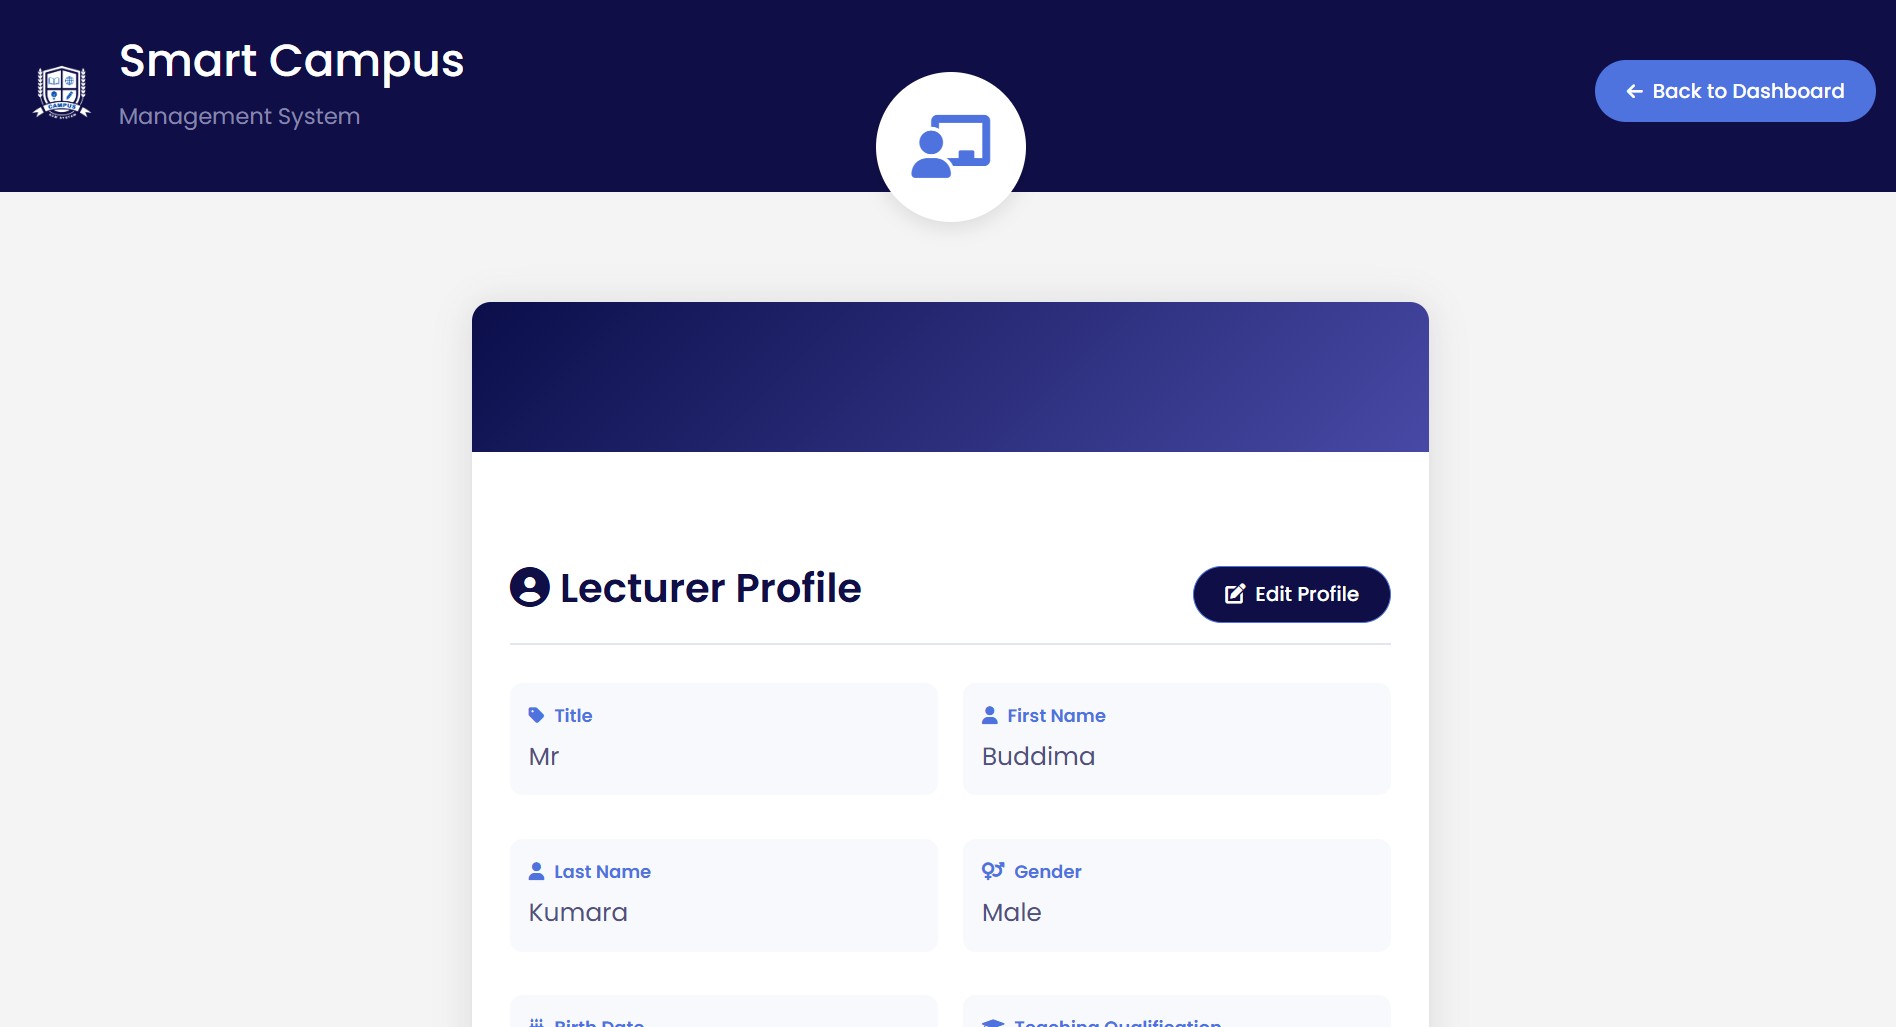 Smart Campus
Management System
CAMPUS
Back to Dashboard
Lecturer Profile
Edit Profile
Title
Mr
First Name
Buddima
Last Name
Kumara
Gender
Male
Birth Date
Teaching Qualification